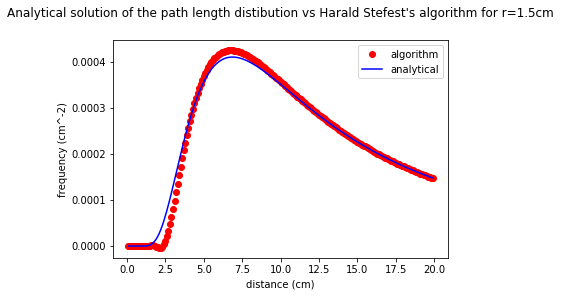 Analytical solution of the path length distibution vs Harald Stefest's algorithm for r=1.5cm
algorithm
analytical
frequency (cm^-2)
0.0004
0.0003
0.0002
0.0001
0.0000
0.0 2.5 5.0 7.5 10.0 12.5 15.0 17.5 20.0
distance (cm)